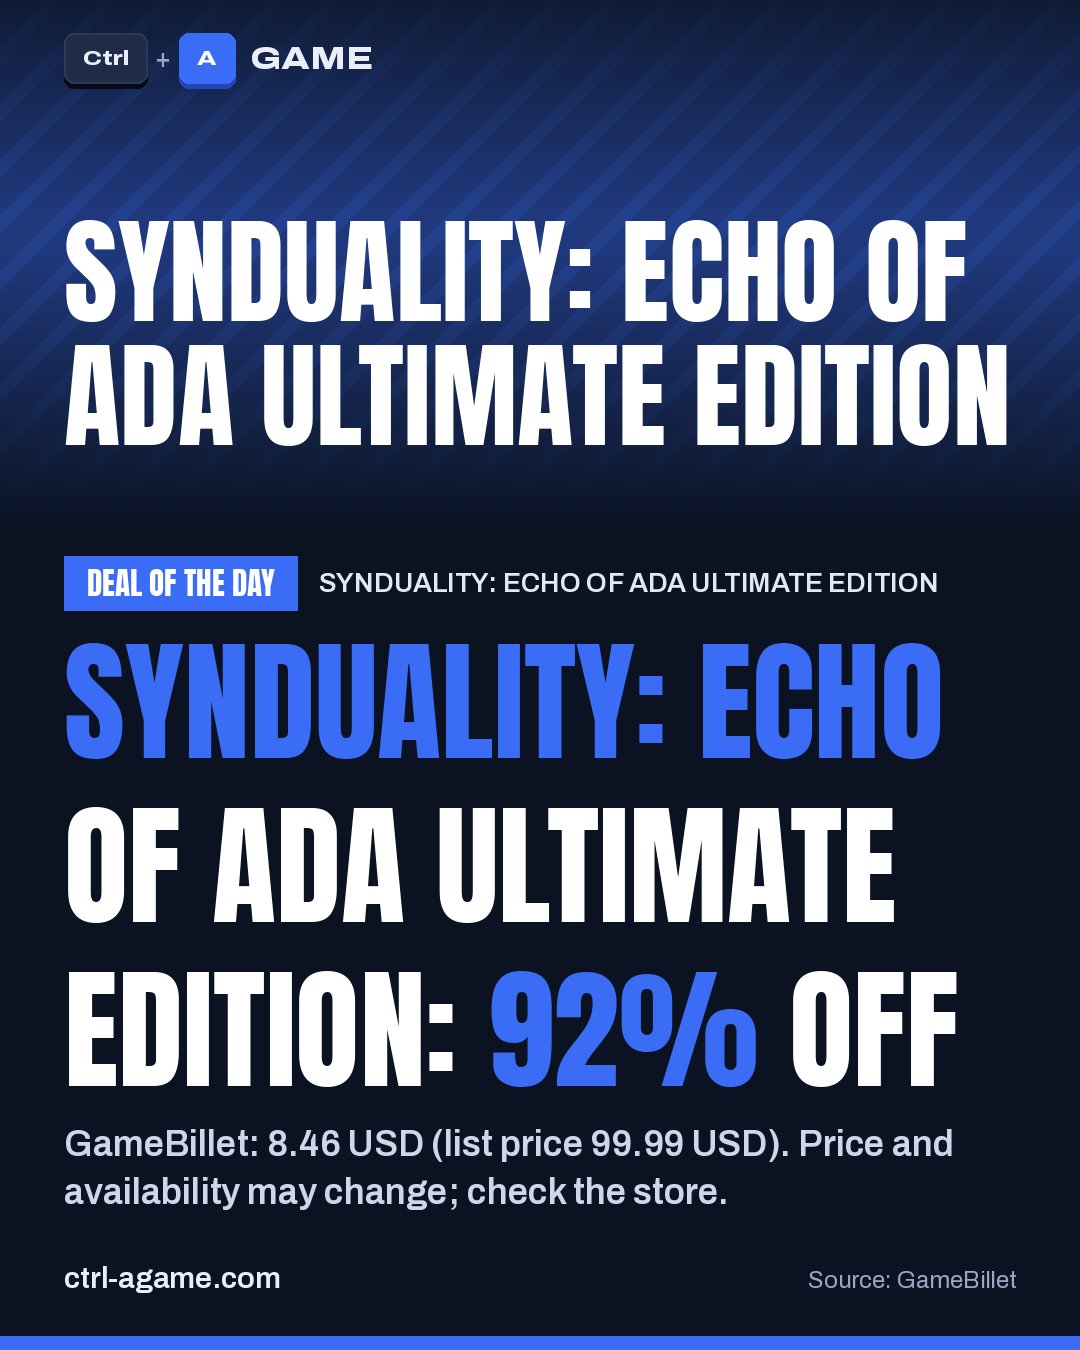 Ctrl + A GAME
SYNDUALITY: ECHO OF
ADA ULTIMATE EDITION
DEAL OF THE DAY SYNDUALITY: ECHO OF ADA ULTIMATE EDITION
SYNDUALITY: ECHO
OF ADA ULTIMATE
EDITION: 92% OFF
GameBillet: 8.46 USD (list price 99.99 USD). Price and
availability may change; check the store.
ctrl-agame.com Source: GameBillet